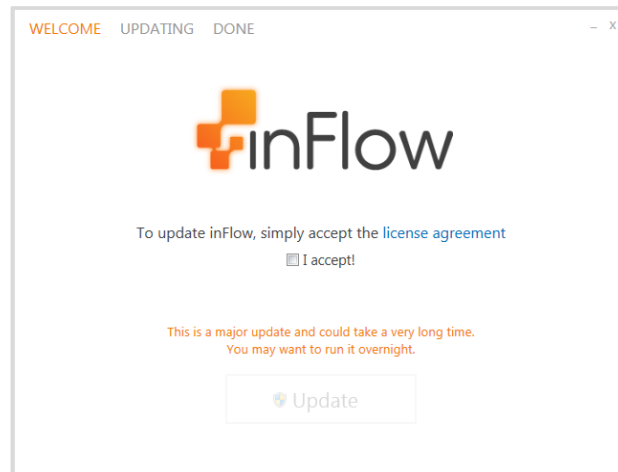 WELCOME UPDATING DONE – X
inFlow
To update inFlow, simply accept the license agreement
I accept!
This is a major update and could take a very long time.
You may want to run it overnight.
Update